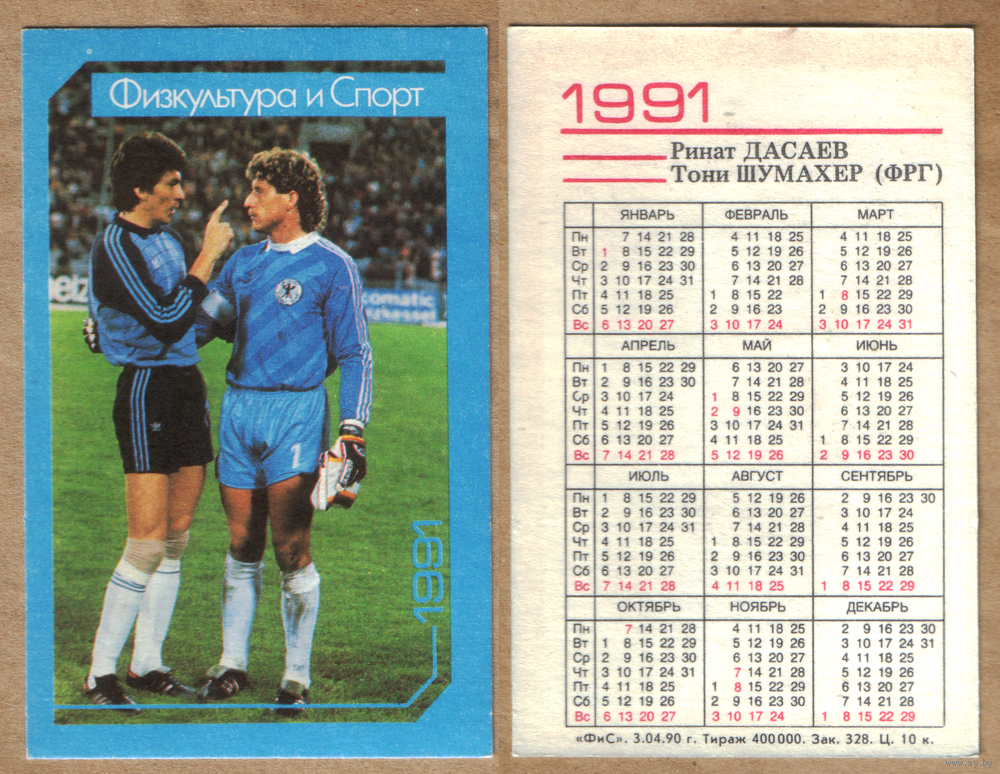 Физкультура и Спорт
comatic
1
1991
1991
Ринат ДАСАЕВ
Тони ШУМАХЕР (ФРГ)
ЯНВАРЬ ФЕВРАЛЬ МАРТ
Пн 7 14 21 28 4 11 18 25 4 11 18 25
Вт 1 8 15 22 29 5 12 19 26 5 12 19 26
Ср 2 9 16 23 30 6 13 20 27 6 13 20 27
Чт 3 10 17 24 31 7 14 21 28 7 14 21 28
Пт 4 11 18 25 1 8 15 22 1 8 15 22 29
Сб 5 12 19 26 2 9 16 23 2 9 16 23 30
Вс 6 13 20 27 3 10 17 24 3 10 17 24 31
АПРЕЛЬ МАЙ ИЮНЬ
Пн 1 8 15 22 29 6 13 20 27 3 10 17 24
Вт 2 9 16 23 30 7 14 21 28 4 11 18 25
Ср 3 10 17 24 1 8 15 22 29 5 12 19 26
Чт 4 11 18 25 2 9 16 23 30 6 13 20 27
Пт 5 12 19 26 3 10 17 24 31 7 14 21 28
Сб 6 13 20 27 4 11 18 25 1 8 15 22 29
Вс 7 14 21 28 5 12 19 26 2 9 16 23 30
ИЮЛЬ АВГУСТ СЕНТЯБРЬ
Пн 1 8 15 22 29 5 12 19 26 2 9 16 23 30
Вт 2 9 16 23 30 6 13 20 27 3 10 17 24
Ср 3 10 17 24 31 7 14 21 28 4 11 18 25
Чт 4 11 18 25 1 8 15 22 29 5 12 19 26
Пт 5 12 19 26 2 9 16 23 30 6 13 20 27
Сб 6 13 20 27 3 10 17 24 31 7 14 21 28
Вс 7 14 21 28 4 11 18 25 1 8 15 22 29
ОКТЯБРЬ НОЯБРЬ ДЕКАБРЬ
Пн 7 14 21 28 4 11 18 25 2 9 16 23 30
Вт 1 8 15 22 29 5 12 19 26 3 10 17 24 31
Ср 2 9 16 23 30 6 13 20 27 4 11 18 25
Чт 3 10 17 24 31 7 14 21 28 5 12 19 26
Пт 4 11 18 25 1 8 15 22 29 6 13 20 27
Сб 5 12 19 26 2 9 16 23 30 7 14 21 28
Вс 6 13 20 27 3 10 17 24 1 8 15 22 29
«ФиС». 3.04.90 г. Тираж 400000. Зак. 328. Ц. 10 к.
www.ay.by